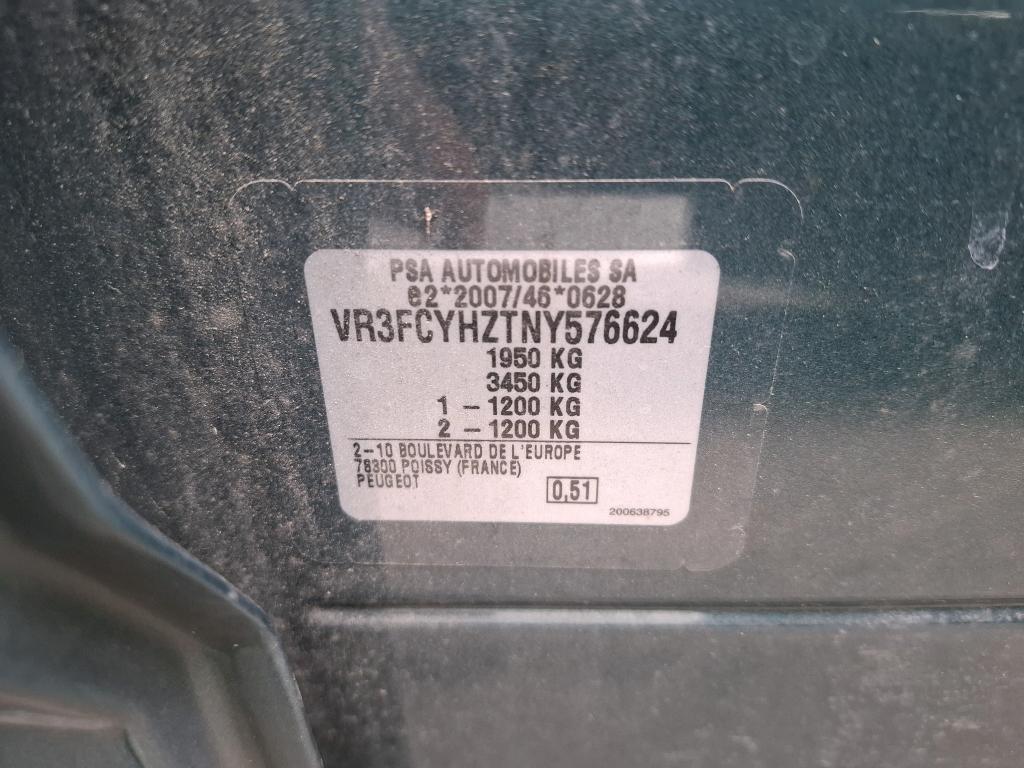 PSA AUTOMOBILES SA
e2*2007/46*0628
VR3FCYHZTNY576624
1950 KG
3450 KG
1 – 1200 KG
2 – 1200 KG
2–10 BOULEVARD DE L'EUROPE
78300 POISSY (FRANCE)
PEUGEOT
0,51
200638795